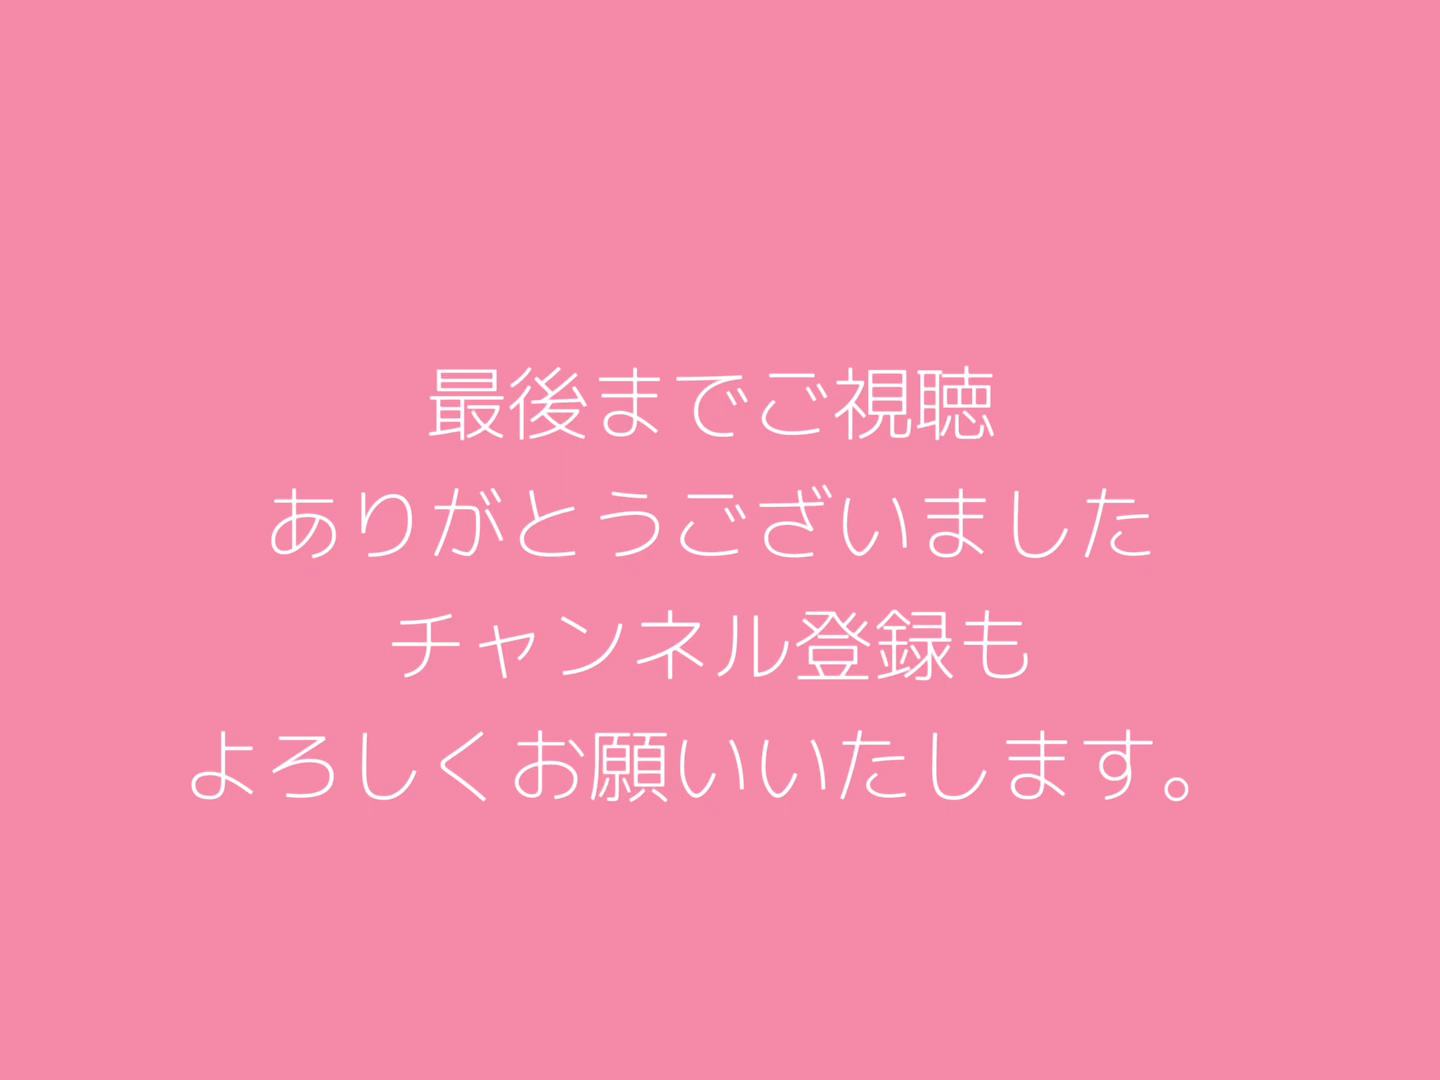 最後までご視聴
ありがとうございました
チャンネル登録も
よろしくお願いいたします。